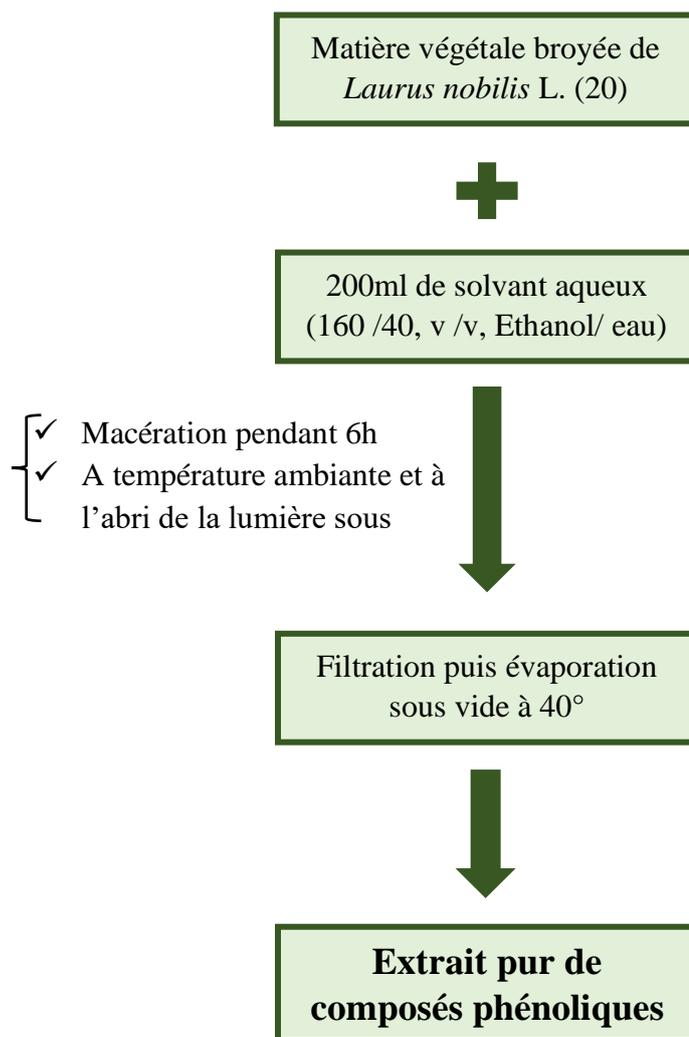 Matière végétale broyée de
Laurus nobilis L. (20)
200ml de solvant aqueux
(160 /40, v /v, Ethanol/ eau)
✓ Macération pendant 6h
✓ A température ambiante et à
l’abri de la lumière sous
Filtration puis évaporation
sous vide à 40°
Extrait pur de
composés phénoliques